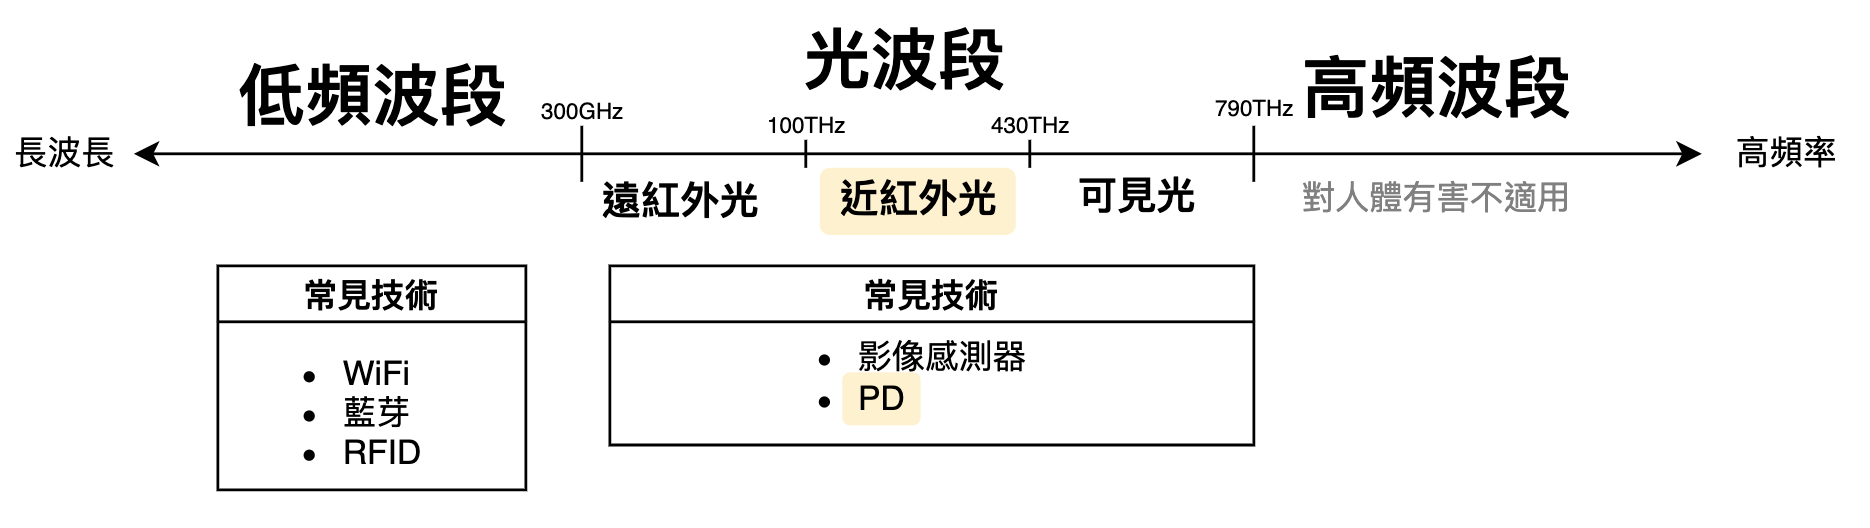 光波段
低頻波段
高頻波段
300GHz
100THz
430THz
790THz
長波長
高頻率
遠紅外光
近紅外光
可見光
對人體有害不適用
常見技術
• WiFi
• 藍芽
• RFID
常見技術
• 影像感測器
• PD